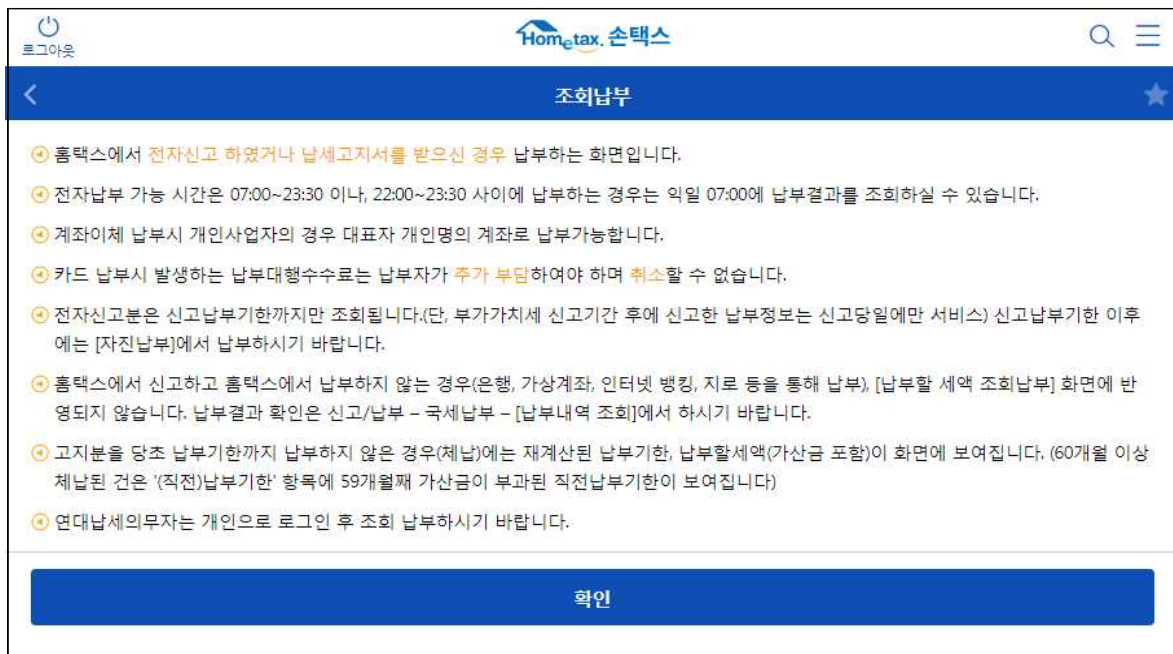 로그아웃
Hometax. 손택스
조회납부
홈택스에서 전자신고 하였거나 납세고지서를 받으신 경우 납부하는 화면입니다.
전자납부 가능 시간은 07:00~23:30 이나, 22:00~23:30 사이에 납부하는 경우는 익일 07:00에 납부결과를 조회하실 수 있습니다.
계좌이체 납부시 개인사업자의 경우 대표자 개인명의 계좌로 납부가능합니다.
카드 납부시 발생하는 납부대행수수료는 납부자가 추가 부담하여야 하며 취소할 수 없습니다.
전자신고분은 신고납부기한까지만 조회됩니다.(단, 부가가치세 신고기간 후에 신고한 납부정보는 신고당일에만 서비스) 신고납부기한 이후
에는 [자진납부]에서 납부하시기 바랍니다.
홈택스에서 신고하고 홈택스에서 납부하지 않는 경우(은행, 가상계좌, 인터넷 뱅킹, 지로 등을 통해 납부), [납부할 세액 조회납부] 화면에 반
영되지 않습니다. 납부결과 확인은 신고/납부 – 국세납부 – [납부내역 조회]에서 하시기 바랍니다.
고지분을 당초 납부기한까지 납부하지 않은 경우(체납)에는 재계산된 납부기한, 납부할세액(가산금 포함)이 화면에 보여집니다. (60개월 이상
체납된 건은 '(직전)납부기한' 항목에 59개월째 가산금이 부과된 직전납부기한이 보여집니다)
연대납세의무자는 개인으로 로그인 후 조회 납부하시기 바랍니다.
확인